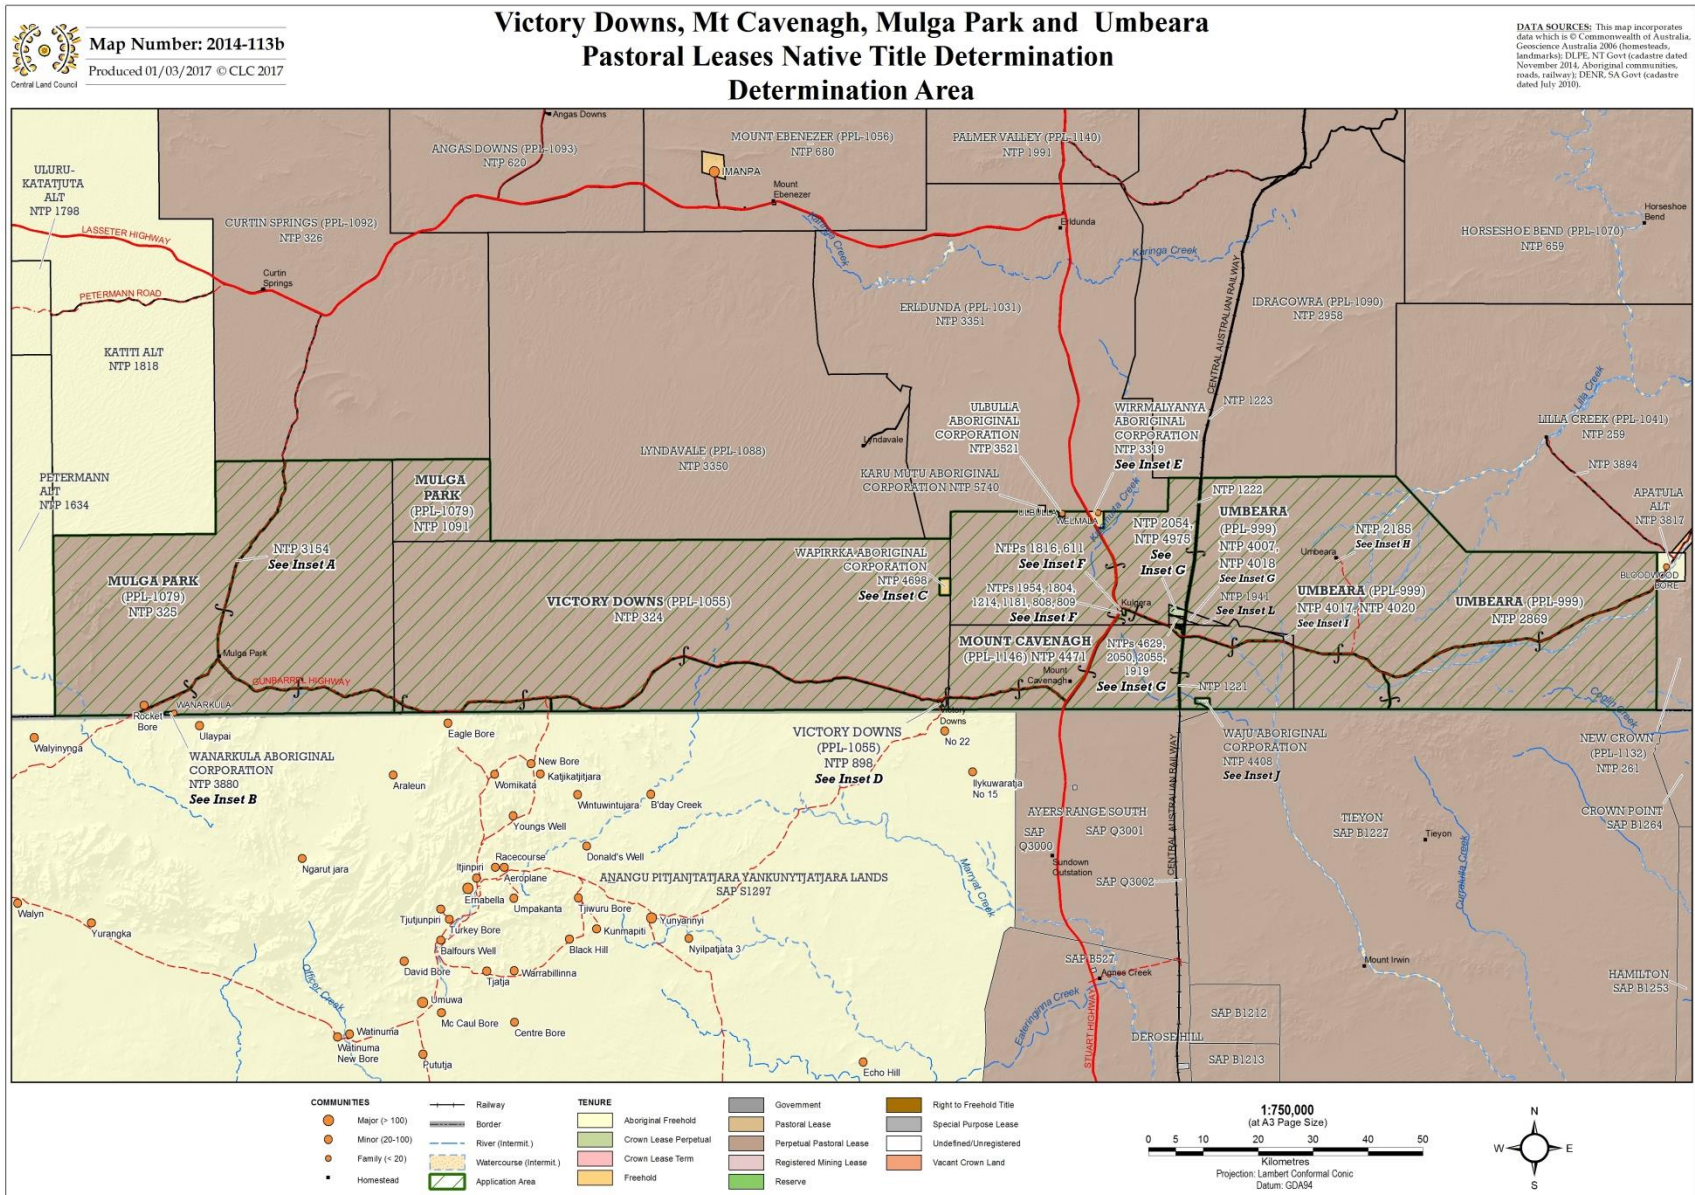 Central Land Council
Map Number: 2014-113b
Produced 01/03/2017 © CLC 2017
Victory Downs, Mt Cavenagh, Mulga Park and Umbeara
Pastoral Leases Native Title Determination
Determination Area
DATA SOURCES: This map incorporates
data which is © Commonwealth of Australia,
Geoscience Australia 2006 (homesteads,
landmarks); DLPE, NT Govt (cadastre dated
November 2014, Aboriginal communities,
roads, railway); DENR, SA Govt (cadastre
dated July 2010).
Angas Downs
ANGAS DOWNS (PPL-1093)
NTP 620
MOUNT EBENEZER (PPL-1056)
NTP 680
PALMER VALLEY (PPL-1140)
NTP 1991
IMANPA
Mount
Ebenezer
ULURU-
KATATJUTA
ALT
NTP 1798
CURTIN SPRINGS (PPL-1092)
NTP 326
LASSETER HIGHWAY
Curtin
Springs
PETERMANN ROAD
KATITI ALT
NTP 1818
Karinga Creek
Erldunda
Karinga Creek
Horseshoe
Bend
HORSESHOE BEND (PPL-1070)
NTP 659
ERLDUNDA (PPL-1031)
NTP 3351
IDRACOWRA (PPL-1090)
NTP 2958
CENTRAL AUSTRALIAN RAILWAY
Lilla Creek
NTP 1223
LILLA CREEK (PPL-1041)
NTP 259
NTP 3894
APATULA
ALT
NTP 3817
LYNDAVALE (PPL-1088)
NTP 3350
Lyndavale
ULBULLA
ABORIGINAL
CORPORATION
NTP 3521
WIRRMALYANYA
ABORIGINAL
CORPORATION
NTP 3319
See Inset E
KARU MUTU ABORIGINAL
CORPORATION NTP 5740
PETERMANN
ALT
NTP 1634
MULGA
PARK
(PPL-1079)
NTP 1091
NTP 3154
See Inset A
MULGA PARK
(PPL-1079)
NTP 325
VICTORY DOWNS (PPL-1055)
NTP 324
WAPIRRKA ABORIGINAL
CORPORATION
NTP 4698
See Inset C
ULBULLA
WELMALA
NTPs 1816, 611
See Inset F
NTPs 1954, 1804,
1214, 1181, 808, 809
See Inset F
NTP 2054,
NTP 4975
See
Inset G
NTP 1222
UMBEARA
(PPL-999)
NTP 4007,
NTP 4018
See Inset G
NTP 1941
See Inset L
NTP 2185
See Inset H
Umbeara
UMBEARA (PPL-999)
NTP 4017, NTP 4020
See Inset I
UMBEARA (PPL-999)
NTP 2869
BLOODWOOD
BORE
Kulgera
MOUNT CAVENAGH
(PPL-1146) NTP 4471
Mount
Cavenagh
NTPs 4629,
2050, 2055,
1919
See Inset G
NTP 1221
Mulga Park
GUNBARREL HIGHWAY
Rocket
Bore
WANARKULA
Walyinynga
Ulaypai
WANARKULA ABORIGINAL
CORPORATION
NTP 3880
See Inset B
Eagle Bore
Araleun
Womikata
New Bore
Katjikatjitjara
Wintuwintujara
B'day Creek
Youngs Well
Victory
Downs
No 22
VICTORY DOWNS
(PPL-1055)
NTP 898
See Inset D
Ilykuwaratja
No 15
WAJU ABORIGINAL
CORPORATION
NTP 4408
See Inset J
Coglin Creek
NEW CROWN
(PPL-1132)
NTP 261
CROWN POINT
SAP B1264
AYERS RANGE SOUTH
SAP
Q3000
SAP Q3001
Sundown
Outstation
SAP Q3002
CENTRAL AUSTRALIAN RAILWAY
TIEYON
SAP B1227
Tieyon
Curralulla Creek
Ngarutjara
Itjinpiri
Racecourse
Aeroplane
Donald's Well
ANANGU PITJANTJATJARA YANKUNYTJATJARA LANDS
SAP S1297
Marryat Creek
Walyn
Yurangka
Ernabella
Umpakanta
Tjiwuru Bore
Tjutjunpiri
Turkey Bore
Balfours Well
Yunyarinyi
Kunmapiti
Black Hill
Nyilpatjata 3
David Bore
Tjatja
Warrabillinna
Officer Creek
Umuwa
Mc Caul Bore
Centre Bore
Watinuma
Watinuma
New Bore
Pututja
Echo Hill
SAP B527
Agnes Creek
Eateringinna Creek
STUART HIGHWAY
DEROSE HILL
SAP B1212
SAP B1213
Mount Irwin
HAMILTON
SAP B1253
COMMUNITIES
Major (> 100)
Minor (20-100)
Family (< 20)
Homestead
Railway
Border
River (Intermit.)
Watercourse (Intermit.)
Application Area
TENURE
Aboriginal Freehold
Crown Lease Perpetual
Crown Lease Term
Freehold
Government
Pastoral Lease
Perpetual Pastoral Lease
Registered Mining Lease
Reserve
Right to Freehold Title
Special Purpose Lease
Undefined/Unregistered
Vacant Crown Land
1:750,000
(at A3 Page Size)
0 5 10 20 30 40 50
Kilometres
Projection: Lambert Conformal Conic
Datum: GDA94
N
W E
S